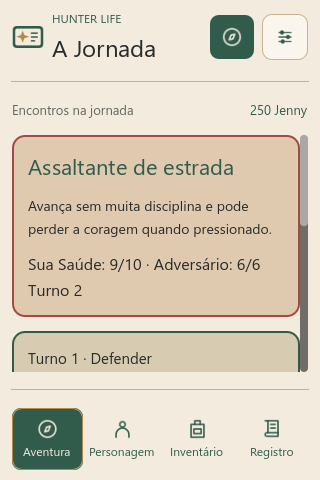 HUNTER LIFE
A Jornada
Encontros na jornada
250 Jenny
Assaltante de estrada
Avança sem muita disciplina e pode
perder a coragem quando pressionado.
Sua Saúde: 9/10 · Adversário: 6/6
Turno 2
Turno 1 · Defender
Aventura
Personagem
Inventário
Registro